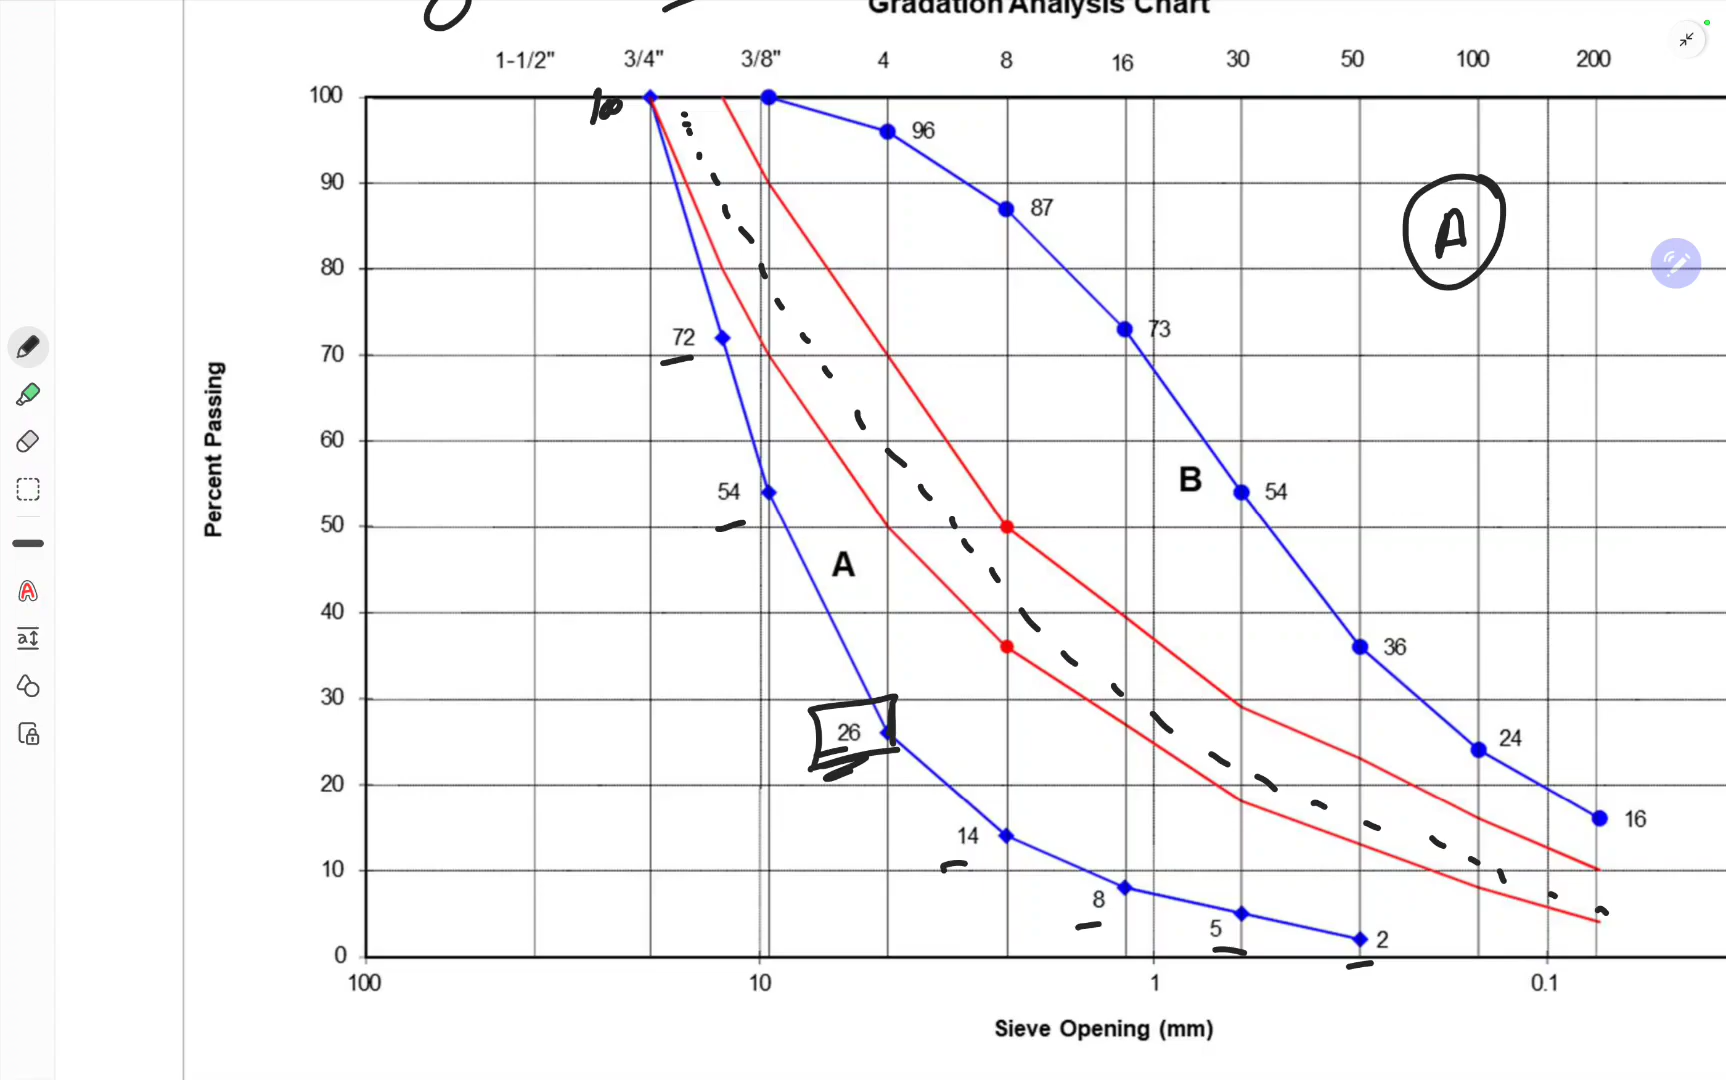 Gradation Analysis Chart
1-1/2" 3/4" 3/8" 4 8 16 30 50 100 200
100
100
96
90
87
A
80
73
72
70
60
B
54
54
50
A
40
36
30
26
24
20
16
14
10
8
5
2
0
100 10 1 0.1
Percent Passing
Sieve Opening (mm)
A
a